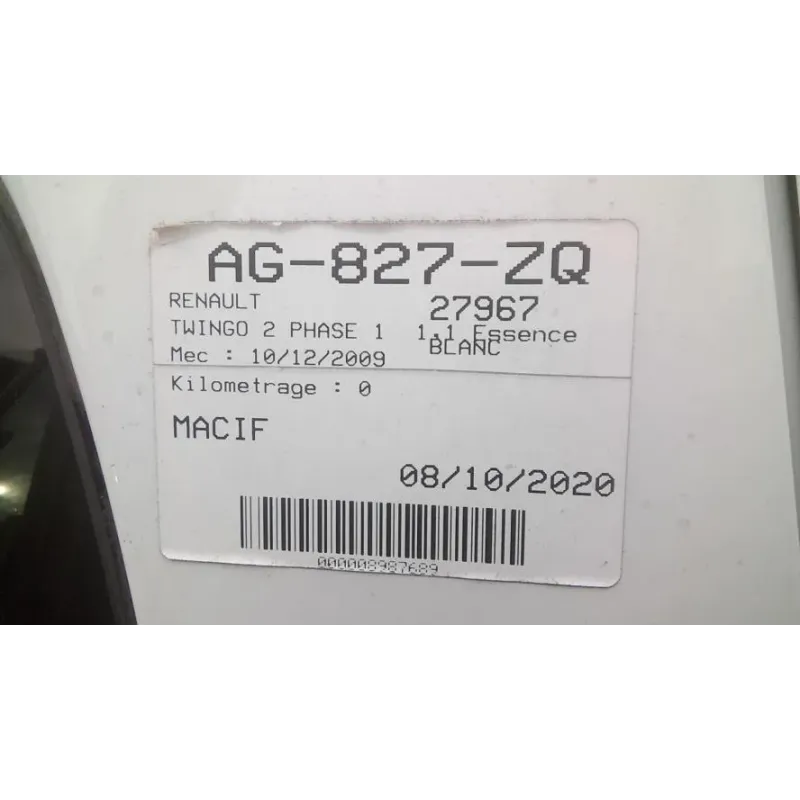 AG-827-ZQ
RENAULT 27967
TWINGO 2 PHASE 1 1.1 Essence
BLANC
Mec : 10/12/2009
Kilometrage : 0
MACIF
08/10/2020
000008987689